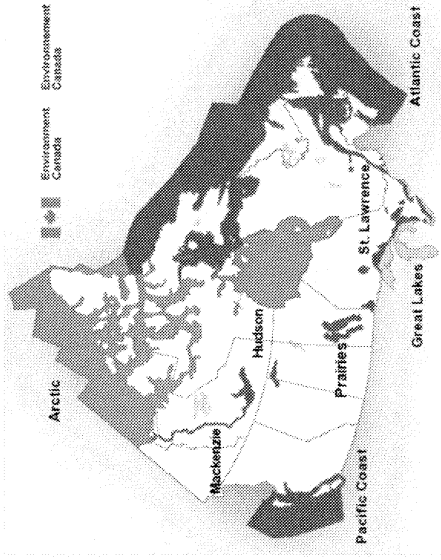 Environment
Canada
Environnement
Canada
Arctic
Mackenzie
Hudson
Pacific Coast
Prairies
Great Lakes
St. Lawrence
Atlantic Coast